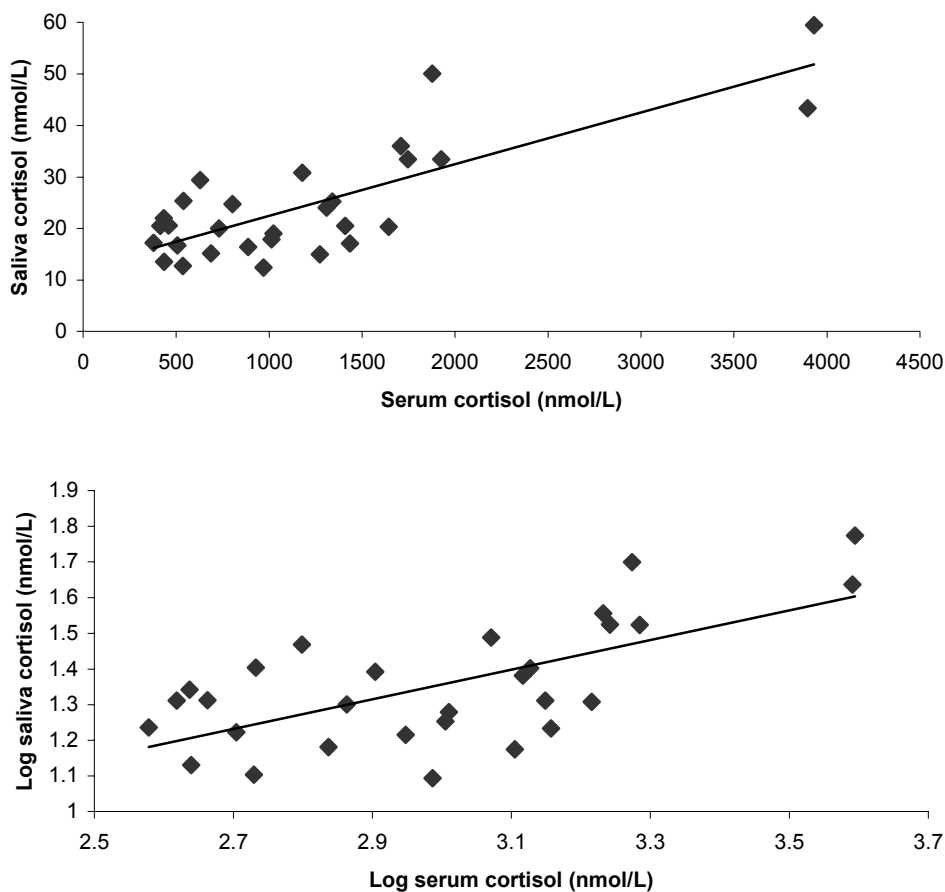 60
50
40
30
20
10
0
Saliva cortisol (nmol/L)
0 500 1000 1500 2000 2500 3000 3500 4000 4500
Serum cortisol (nmol/L)
1.9
1.8
1.7
1.6
1.5
1.4
1.3
1.2
1.1
1
Log saliva cortisol (nmol/L)
2.5 2.7 2.9 3.1 3.3 3.5 3.7
Log serum cortisol (nmol/L)